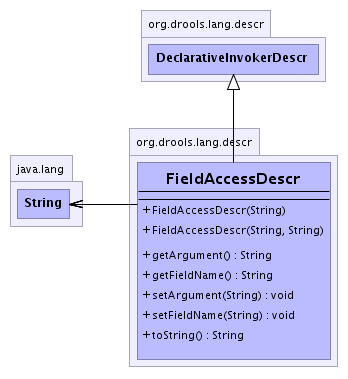 org.drools.lang.descr
DeclarativeInvokerDescr
org.drools.lang.descr
java.lang
String
FieldAccessDescr
+ FieldAccessDescr(String)
+ FieldAccessDescr(String, String)
+ getArgument() : String
+ getFieldName() : String
+ setArgument(String) : void
+ setFieldName(String) : void
+ toString() : String